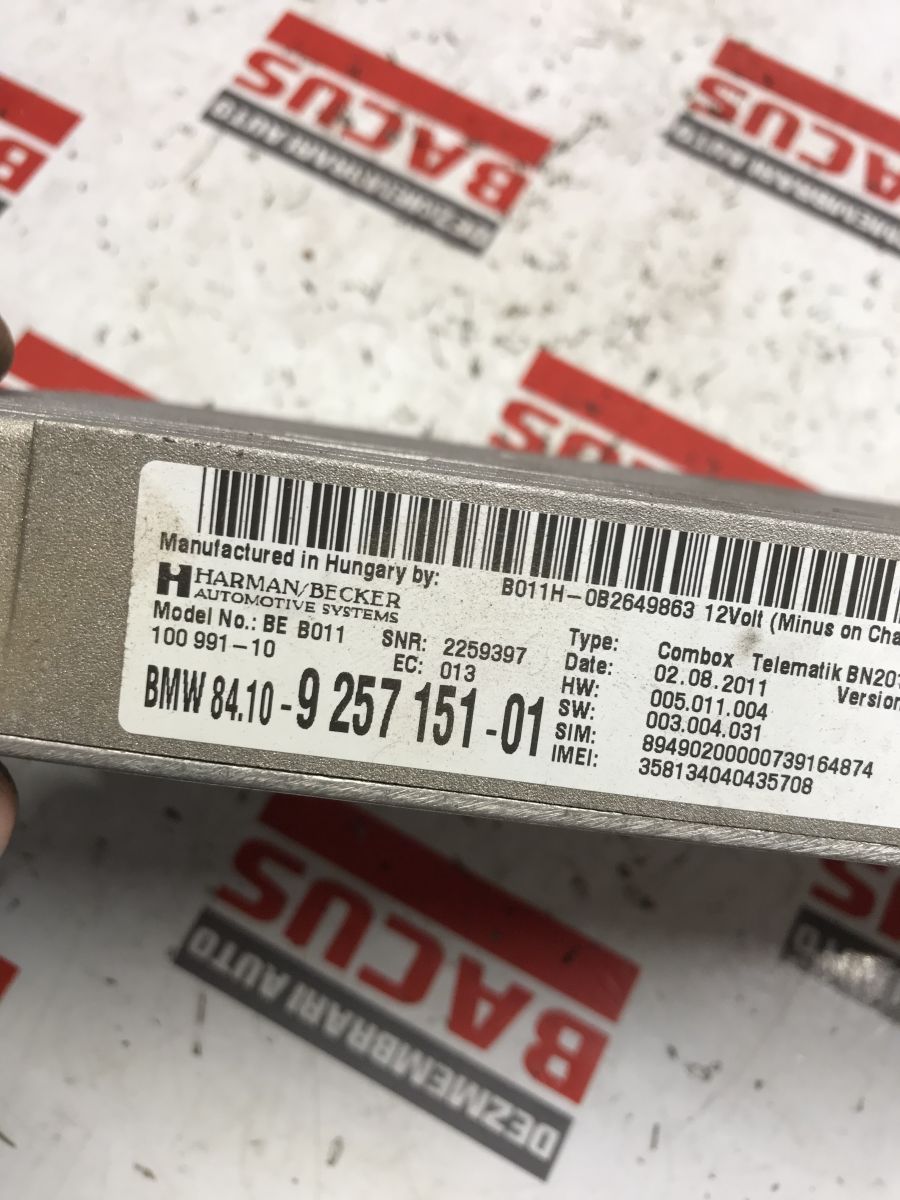 BACUS
DEZMEMBRARI AUTO
BACUS
Manufactured in Hungary by:
B011H-0B2649863 12Volt (Minus on Cha
HARMAN/BECKER
AUTOMOTIVE SYSTEMS
Model No.: BE B011
100 991-10
SNR: 2259397
EC: 013
BMW 84.10-9 257 151-01
Type: Combox Telematik BN20
Date: 02.08.2011
Version
HW: 005.011.004
SW: 003.004.031
SIM: 89490200000739164874
IMEI: 358134040435708
BACUS
DEZMEMBRARI AUTO